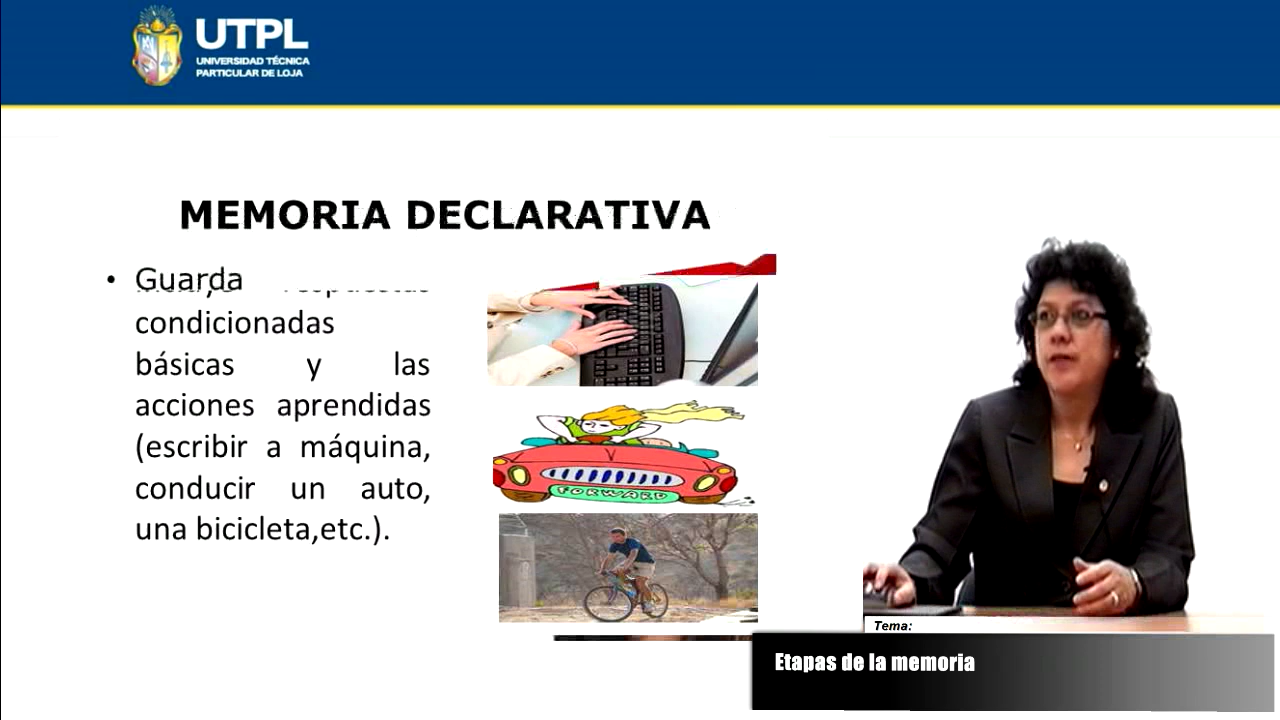 UTPL
UNIVERSIDAD TÉCNICA
PARTICULAR DE LOJA
MEMORIA DECLARATIVA
• Guarda
condicionadas
básicas y las
acciones aprendidas
(escribir a máquina,
conducir un auto,
una bicicleta,etc.).
FORWARD
Tema:
Etapas de la memoria